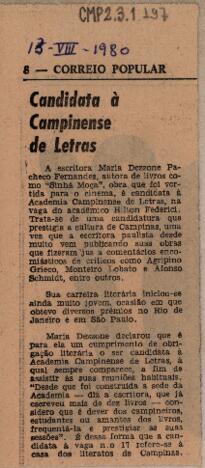 CMP2.3.1.197
13-VIII-1980
8 — CORREIO POPULAR
Candidata à
Campinense
de Letras
A escritora Maria Dezzone Pa-
checo Fernandes, autora de livros como
"Sinhá Moça", obra que foi ver-
tida para o cinema, é candidata à
Academia Campinense de Letras, na
vaga do acadêmico Hilton Federici.
Trata-se de uma candidatura que
prestigia a cultura de Campinas, uma
vez que a escritora paulista desde
muito vem publicando suas obras
que fizeram jus a comentários enco-
miásticos de críticos como Agripino
Grieco, Monteiro Lobato e Afonso
Schmidt, entre outros.
Sua carreira literária iniciou-se
ainda muito jovem, ocasião em que
obteve diversos prêmios no Rio de
Janeiro e em São Paulo.
Maria Dezzone declarou que é
para ela um cumprimento de obri-
gação literária o ser candidata à
Academia Campinense de Letras, à
qual sempre comparece, a fim de
assistir às suas reuniões habituais.
"Desde que foi construída a sede da
Academia — diz a escritora, que já
escreveu mais de dez livros — con-
sidero que é dever dos campineiros,
estudantes ou amantes dos livros,
freqüentá-la e prestigiar as suas
sessões". E dessa forma que a can-
didata à vaga n.o 17 refere-se à
casa dos literatos de Campinas.